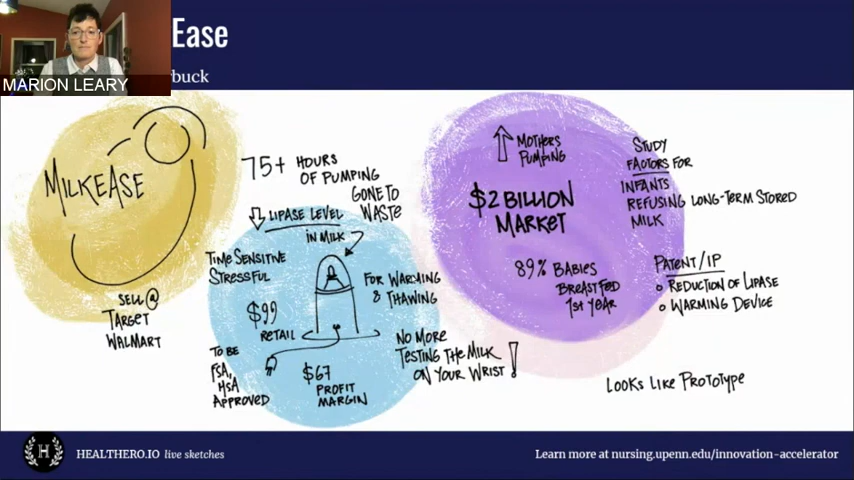 Ease
buck
MARION LEARY
MILKEASE
SELL @
TARGET
WALMART
75+ HOURS
OF PUMPING
GONE TO
WASTE
LIPASE LEVEL
IN MILK
TIME SENSITIVE
STRESSFUL
$99
RETAIL
FOR WARMING
& THAWING
TO BE
FSA,
HSA
APPROVED
$67
PROFIT
MARGIN
NO MORE
TESTING THE MILK
ON YOUR WRIST!
MOTHERS
PUMPING
$2 BILLION
MARKET
89% BABIES
BREASTFED
1ST YEAR
STUDY
FACTORS FOR
INFANTS
REFUSING LONG-TERM STORED
MILK
PATENT/IP
REDUCTION OF LIPASE
WARMING DEVICE
LOOKS LIKE PROTOTYPE
H
HEALTHERO.IO live sketches
Learn more at nursing.upenn.edu/innovation-accelerator